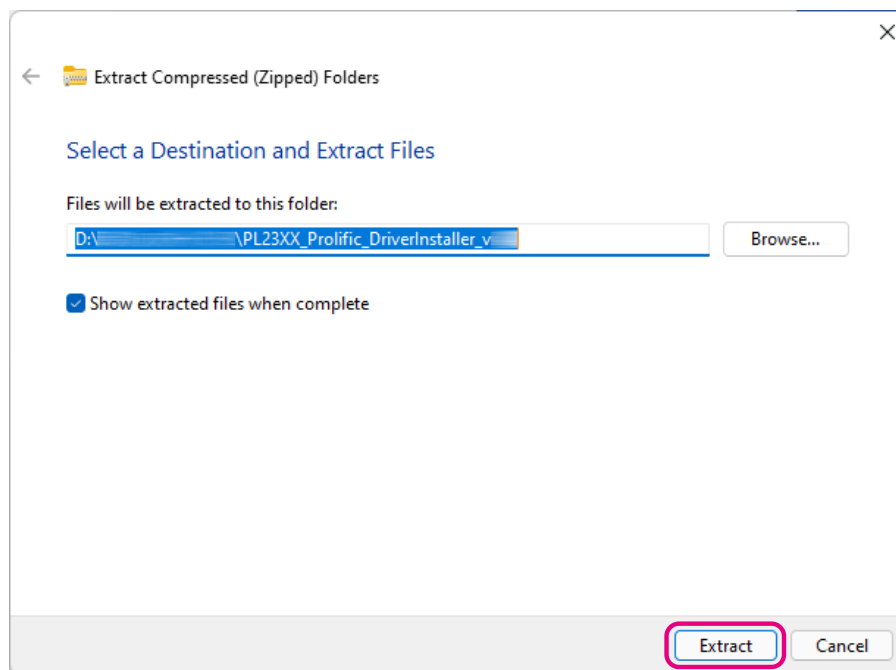 Extract Compressed (Zipped) Folders
Select a Destination and Extract Files
Files will be extracted to this folder:
D:\ \PL23XX_Prolific_DriverInstaller_v
Browse...
Show extracted files when complete
Extract
Cancel